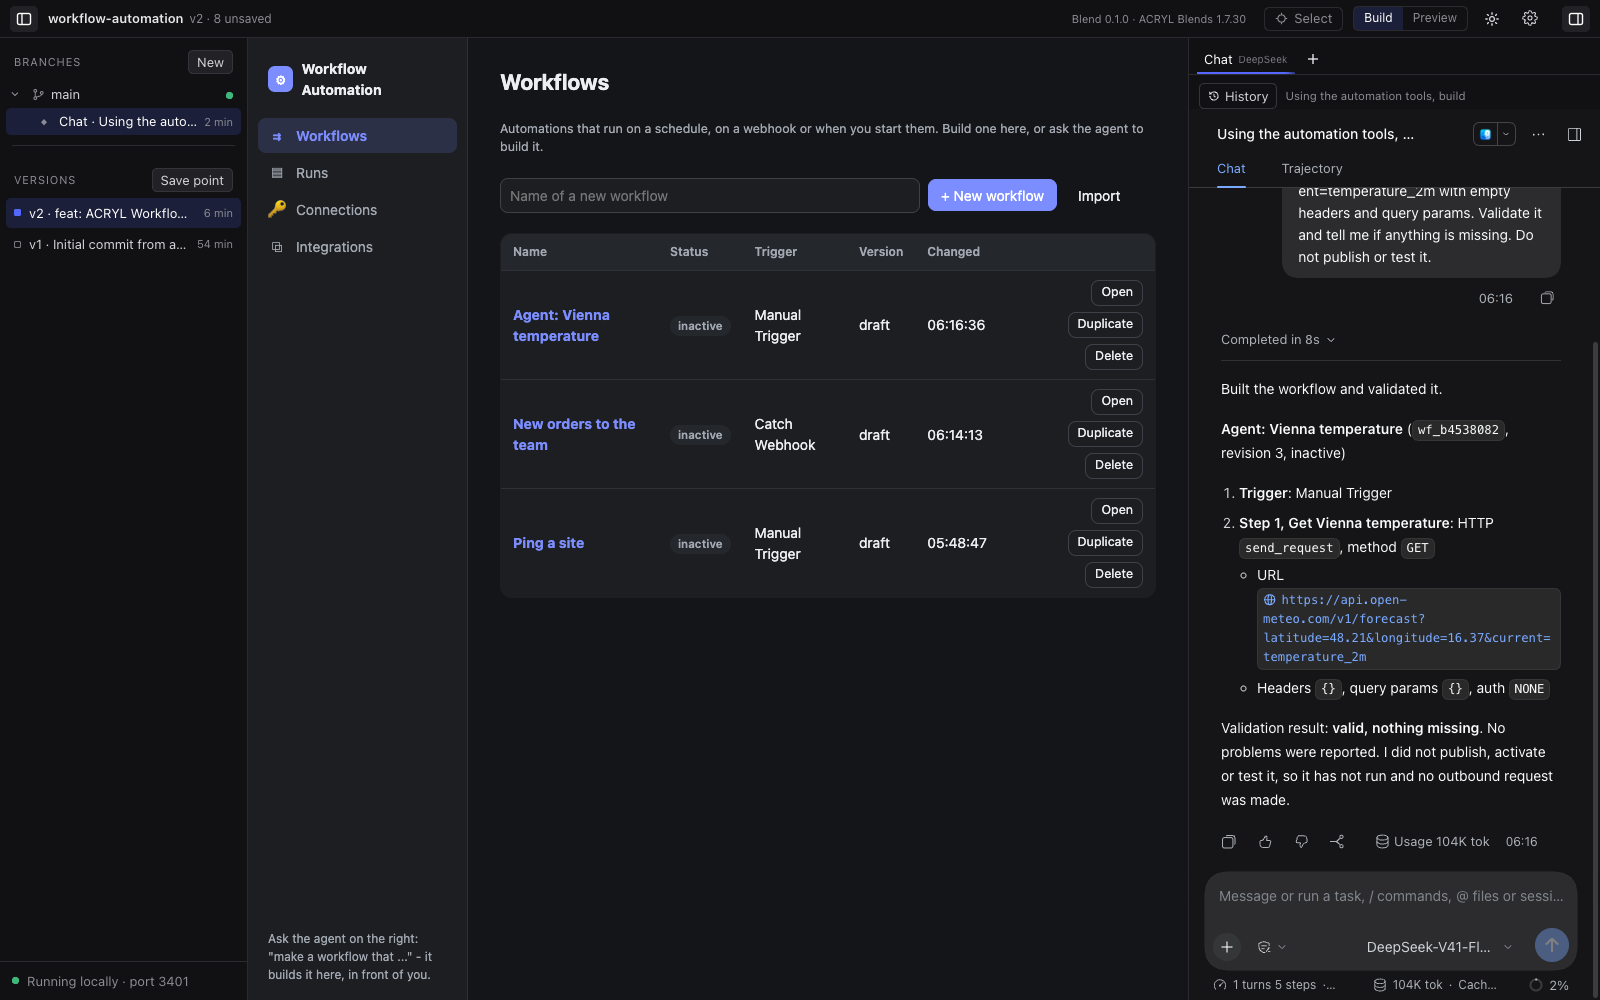 workflow-automation v2 · 8 unsaved
Blend 0.1.0 · ACRYL Blends 1.7.30
Select
Build
Preview
BRANCHES
New
main
Chat · Using the auto... 2 min
VERSIONS
Save point
v2 · feat: ACRYL Workflo... 6 min
v1 · Initial commit from a... 54 min
Running locally · port 3401
Workflow
Automation
Workflows
Runs
Connections
Integrations
Ask the agent on the right:
"make a workflow that ..." - it
builds it here, in front of you.
Workflows
Automations that run on a schedule, on a webhook or when you start them. Build one here, or ask the agent to
build it.
Name of a new workflow
+ New workflow
Import
Name Status Trigger Version Changed
Agent: Vienna
temperature
inactive
Manual
Trigger
draft
06:16:36
Open
Duplicate
Delete
New orders to the
team
inactive
Catch
Webhook
draft
06:14:13
Open
Duplicate
Delete
Ping a site
inactive
Manual
Trigger
draft
05:48:47
Open
Duplicate
Delete
Chat DeepSeek
History
Using the automation tools, build
Using the automation tools, ...
Chat
Trajectory
ent=temperature_2m with empty
headers and query params. Validate it
and tell me if anything is missing. Do
not publish or test it.
06:16
Completed in 8s
Built the workflow and validated it.
Agent: Vienna temperature (wf_b4538082,
revision 3, inactive)
1. Trigger: Manual Trigger
2. Step 1, Get Vienna temperature: HTTP
send_request, method GET
URL
https://api.open-
meteo.com/v1/forecast?
latitude=48.21&longitude=16.37&current=
temperature_2m
Headers {}, query params {}, auth NONE
Validation result: valid, nothing missing. No
problems were reported. I did not publish, activate
or test it, so it has not run and no outbound request
was made.
Usage 104K tok
06:16
Message or run a task, / commands, @ files or sessi...
DeepSeek-V41-Fl...
1 turns 5 steps ·...
104K tok · Cach...
2%